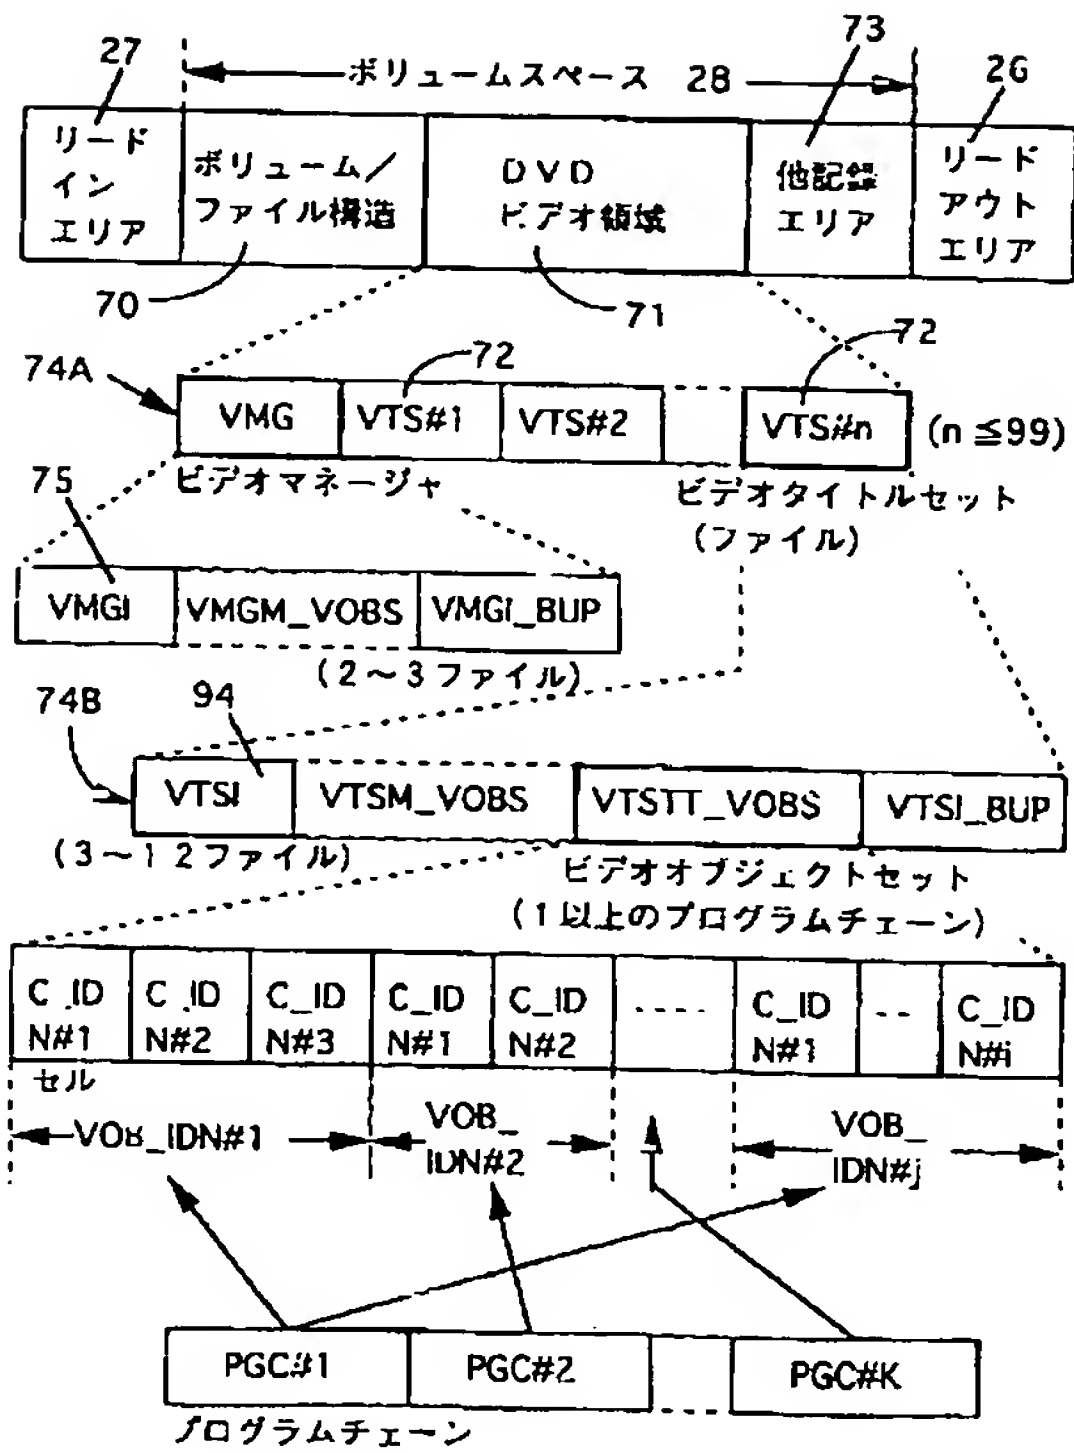 73
27
ボリュームスペース 28
26
リード
イン
エリア
ボリューム/
ファイル構造
DVD
ビデオ領域
他記録
エリア
リード
アウト
エリア
70
71
74A
72
72
VMG
VTS#1
VTS#2
VTS#n
(n≦99)
75
ビデオマネージャ
ビデオタイトルセット
(ファイル)
VMGI
VMGM_VOBS
VMGI_BUP
(2~3ファイル)
74B
94
VTSI
VTSM_VOBS
VTSTT_VOBS
VTSI_BUP
(3~12ファイル)
ビデオオブジェクトセット
(1以上のプログラムチェーン)
C_ID
N#1
C_ID
N#2
C_ID
N#3
C_ID
N#1
C_ID
N#2
C_ID
N#1
C_ID
N#i
セル
VOB_IDN#1
VOB_
IDN#2
VOB_
IDN#j
PGC#1
PGC#2
PGC#K
プログラムチェーン